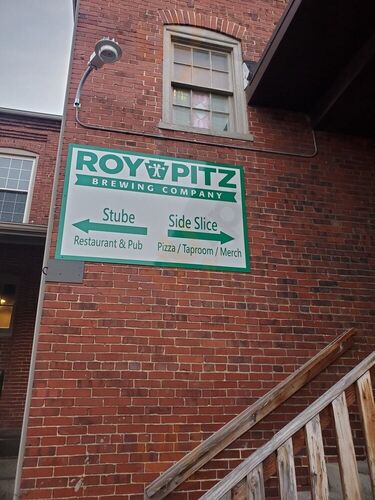 ROY PITZ
BREWING COMPANY
Stube
Restaurant & Pub
Side Slice
Pizza / Taproom / Merch